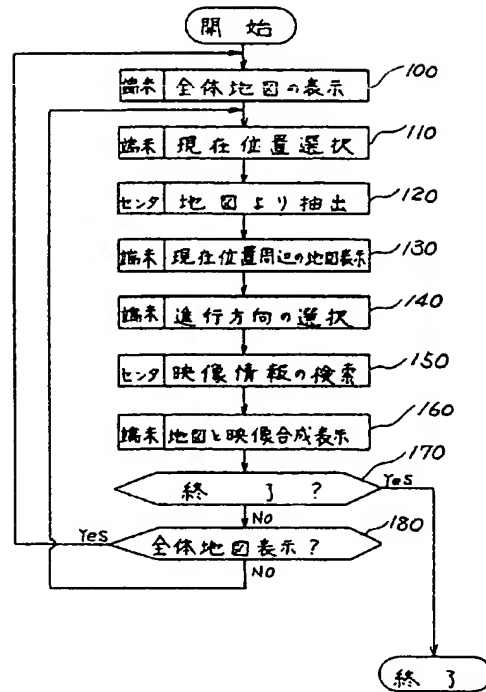 開始
端末 全体地図の表示 100
端末 現在位置選択 110
センタ 地図より抽出 120
端末 現在位置周辺の地図表示 130
端末 進行方向の選択 140
センタ 映像情報の検索 150
端末 地図と映像合成表示 160
170
終了? Yes
No
180
Yes 全体地図表示?
No
終了